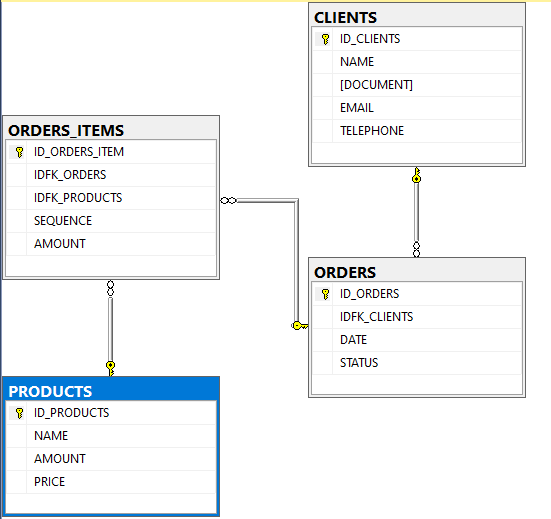 CLIENTS
ID_CLIENTS
NAME
[DOCUMENT]
EMAIL
TELEPHONE
ORDERS_ITEMS
ID_ORDERS_ITEM
IDFK_ORDERS
IDFK_PRODUCTS
SEQUENCE
AMOUNT
ORDERS
ID_ORDERS
IDFK_CLIENTS
DATE
STATUS
PRODUCTS
ID_PRODUCTS
NAME
AMOUNT
PRICE